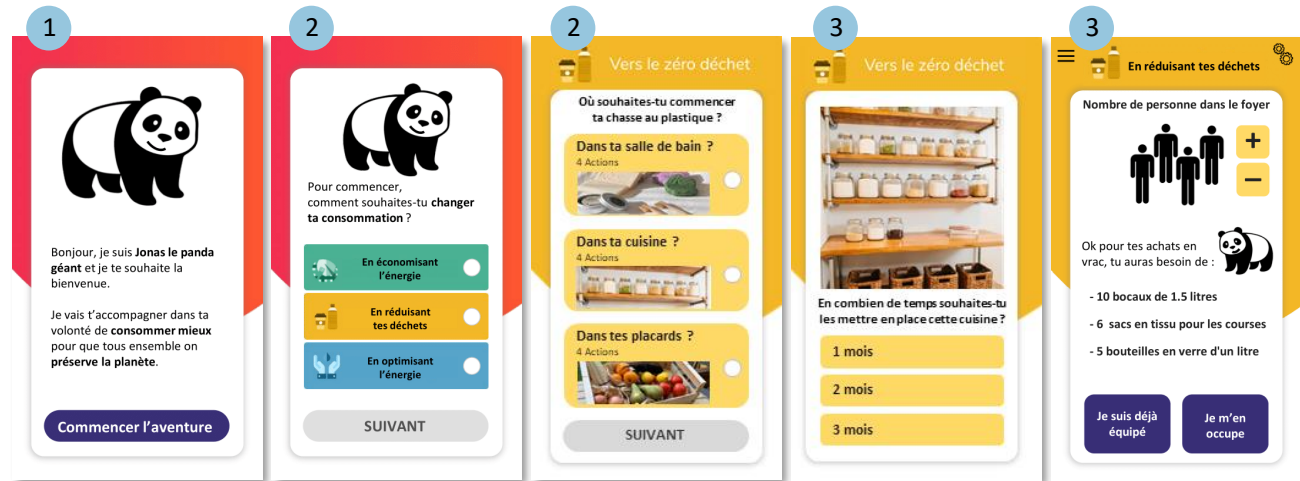 1
Bonjour, je suis Jonas le panda
géant et je te souhaite la
bienvenue.
Je vais t'accompagner dans ta
volonté de consommer mieux
pour que tous ensemble on
préserve la planète.
Commencer l'aventure
2
Pour commencer,
comment souhaites-tu changer
ta consommation ?
En économisant
l'énergie
En réduisant
tes déchets
En optimisant
l'énergie
SUIVANT
2
Vers le zéro déchet
Où souhaites-tu commencer
ta chasse au plastique ?
Dans ta salle de bain ?
4 Actions
Dans ta cuisine ?
4 Actions
Dans tes placards ?
4 Actions
SUIVANT
3
Vers le zéro déchet
En combien de temps souhaites-tu
les mettre en place cette cuisine ?
1 mois
2 mois
3 mois
3
En réduisant tes déchets
Nombre de personne dans le foyer
+
−
Ok pour tes achats en
vrac, tu auras besoin de :
- 10 bocaux de 1.5 litres
- 6 sacs en tissu pour les courses
- 5 bouteilles en verre d'un litre
Je suis déjà
équipé
Je m'en
occupe